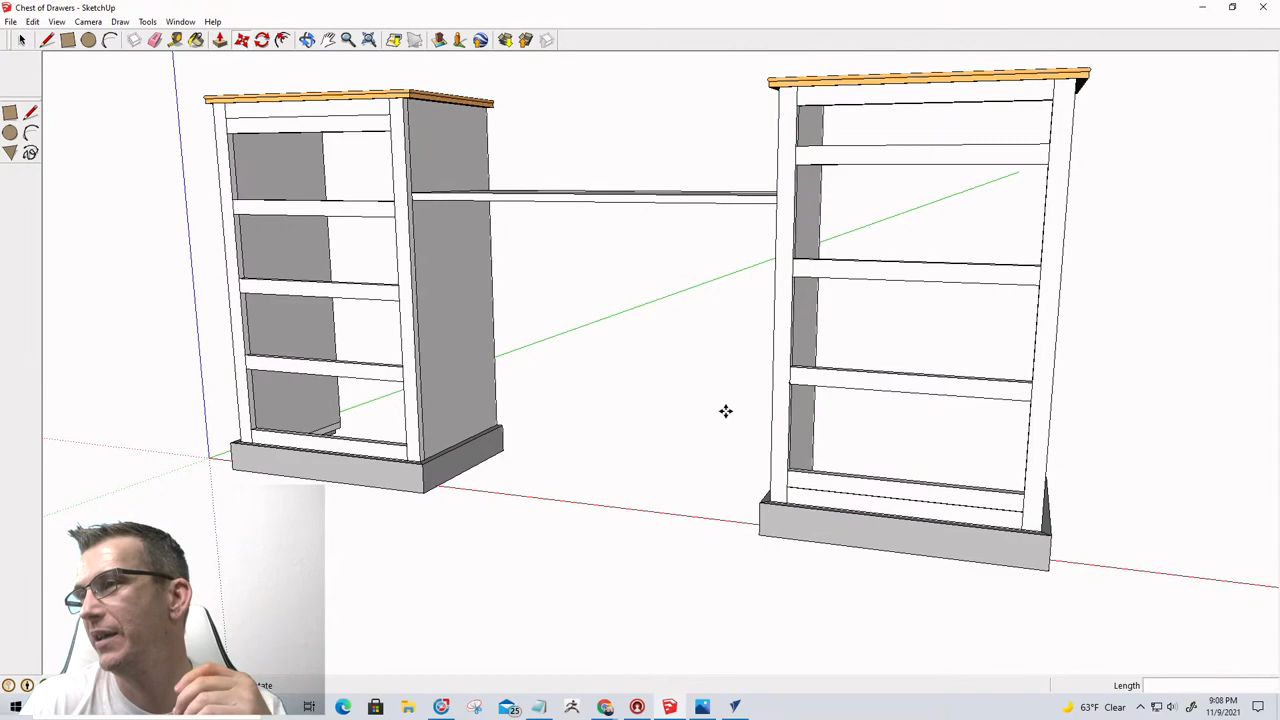 Chest of Drawers - SketchUp
File Edit View Camera Draw Tools Window Help
Length
25
63°F Clear
9:08 PM
11/9/2021